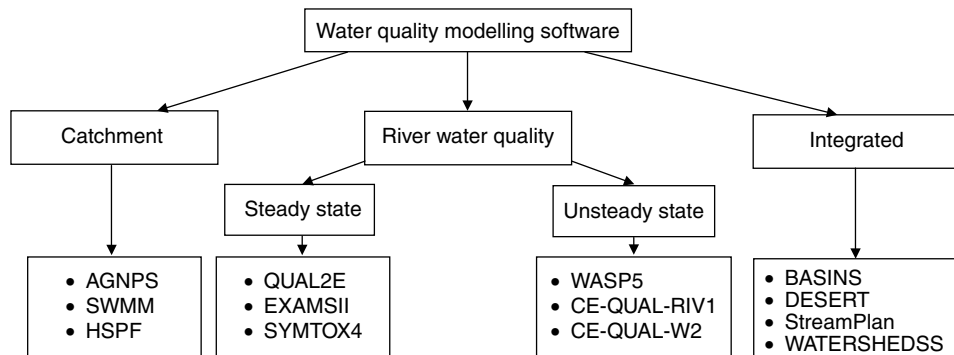 Water quality modelling software
Catchment
River water quality
Integrated
Steady state
Unsteady state
• AGNPS
• SWMM
• HSPF
• QUAL2E
• EXAMSII
• SYMTOX4
• WASP5
• CE-QUAL-RIV1
• CE-QUAL-W2
• BASINS
• DESERT
• StreamPlan
• WATERSHEDSS